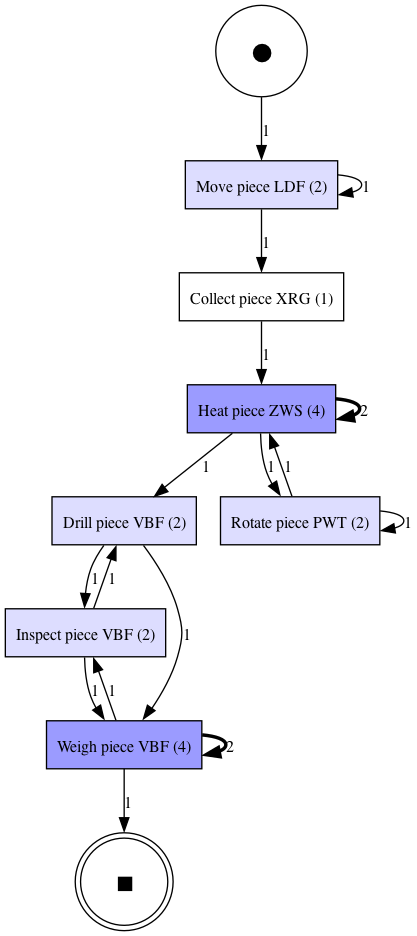 1
Move piece LDF (2)
1
1
Collect piece XRG (1)
1
Heat piece ZWS (4)
2
1
1
1
Drill piece VBF (2)
Rotate piece PWT (2)
1
1
1
Inspect piece VBF (2)
1
1
1
Weigh piece VBF (4)
2
1